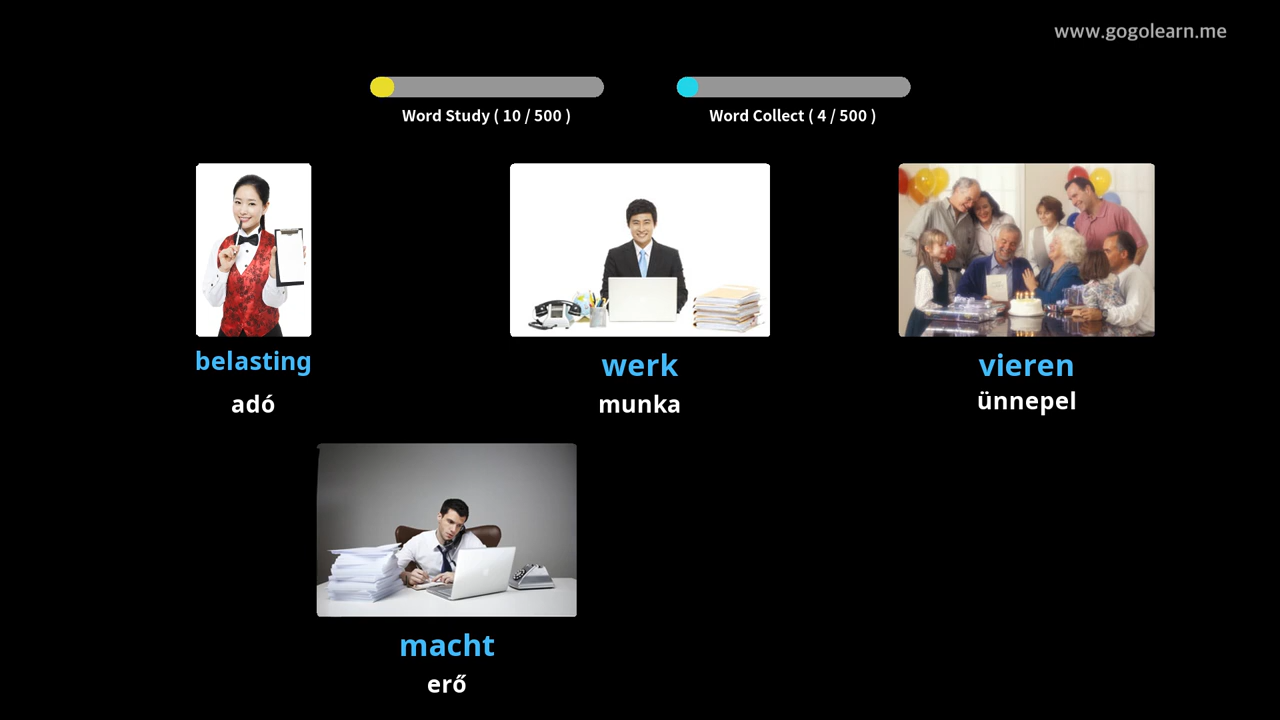 www.gogolearn.me
Word Study ( 10 / 500 )
Word Collect ( 4 / 500 )
belasting
adó
werk
munka
vieren
ünnepel
macht
erő